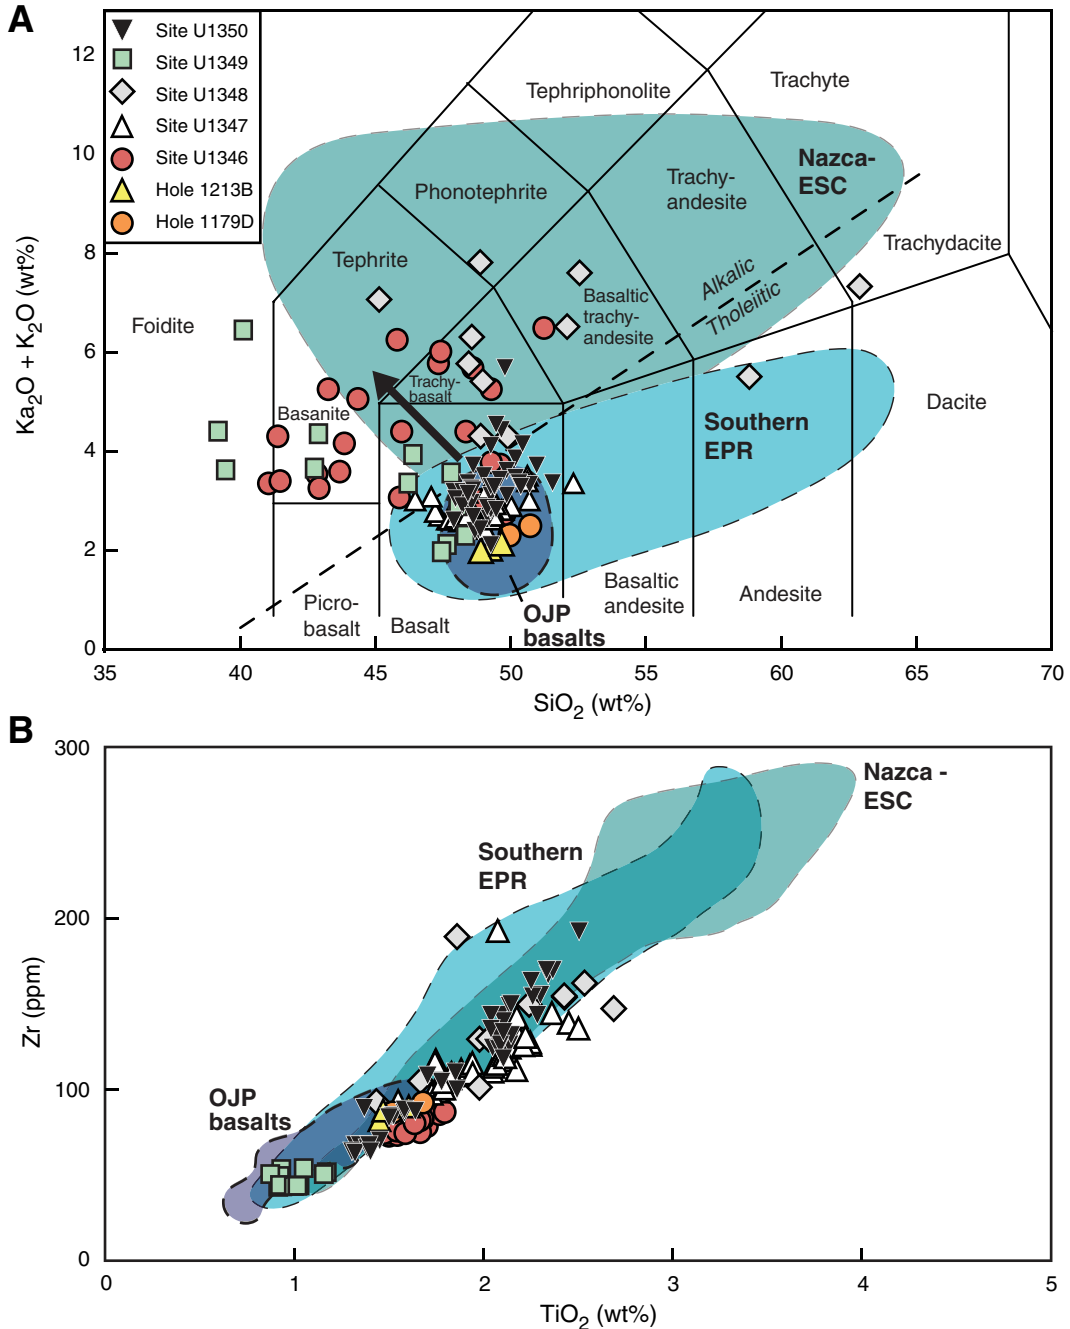 A
Ka2O + K2O (wt%)
12
10
8
6
4
2
0
Site U1350
Site U1349
Site U1348
Site U1347
Site U1346
Hole 1213B
Hole 1179D
Tephriphonolite
Trachyte
Phonotephrite
Trachy-
andesite
Nazca-
ESC
Tephrite
Alkalic
Tholeiitic
Trachydacite
Foidite
Basaltic
trachy-
andesite
Trachy-
basalt
Basanite
Southern
EPR
Dacite
Picro-
basalt
Basalt
OJP
basalts
Basaltic
andesite
Andesite
35
40
45
50
55
60
65
70
SiO2 (wt%)
B
Zr (ppm)
300
200
100
0
Nazca -
ESC
Southern
EPR
OJP
basalts
0
1
2
3
4
5
TiO2 (wt%)